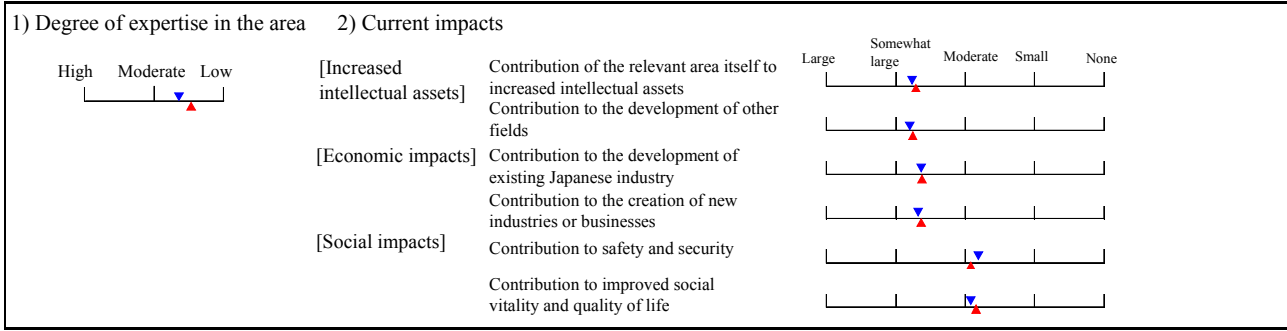 1) Degree of expertise in the area 2) Current impacts
High Moderate Low
Large Somewhat large Moderate Small None
[Increased intellectual assets]
Contribution of the relevant area itself to
increased intellectual assets
Contribution to the development of other
fields
[Economic impacts]
Contribution to the development of
existing Japanese industry
Contribution to the creation of new
industries or businesses
[Social impacts]
Contribution to safety and security
Contribution to improved social
vitality and quality of life